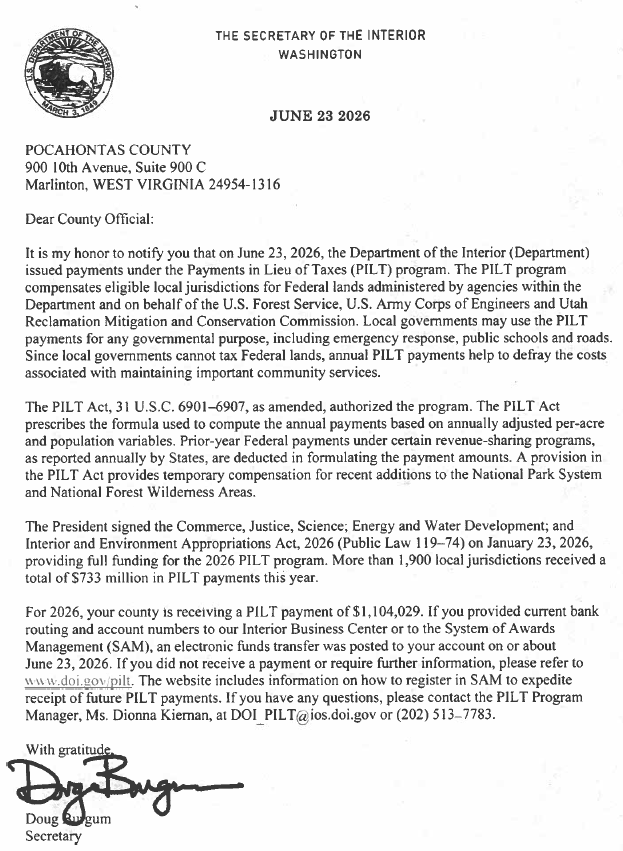 THE SECRETARY OF THE INTERIOR
WASHINGTON
U.S. DEPARTMENT OF THE INTERIOR
MARCH 3, 1849
JUNE 23 2026
POCAHONTAS COUNTY
900 10th Avenue, Suite 900 C
Marlinton, WEST VIRGINIA 24954-1316
Dear County Official:
It is my honor to notify you that on June 23, 2026, the Department of the Interior (Department)
issued payments under the Payments in Lieu of Taxes (PILT) program. The PILT program
compensates eligible local jurisdictions for Federal lands administered by agencies within the
Department and on behalf of the U.S. Forest Service, U.S. Army Corps of Engineers and Utah
Reclamation Mitigation and Conservation Commission. Local governments may use the PILT
payments for any governmental purpose, including emergency response, public schools and roads.
Since local governments cannot tax Federal lands, annual PILT payments help to defray the costs
associated with maintaining important community services.
The PILT Act, 31 U.S.C. 6901–6907, as amended, authorized the program. The PILT Act
prescribes the formula used to compute the annual payments based on annually adjusted per-acre
and population variables. Prior-year Federal payments under certain revenue-sharing programs,
as reported annually by States, are deducted in formulating the payment amounts. A provision in
the PILT Act provides temporary compensation for recent additions to the National Park System
and National Forest Wilderness Areas.
The President signed the Commerce, Justice, Science; Energy and Water Development; and
Interior and Environment Appropriations Act, 2026 (Public Law 119–74) on January 23, 2026,
providing full funding for the 2026 PILT program. More than 1,900 local jurisdictions received a
total of $733 million in PILT payments this year.
For 2026, your county is receiving a PILT payment of $1,104,029. If you provided current bank
routing and account numbers to our Interior Business Center or to the System of Awards
Management (SAM), an electronic funds transfer was posted to your account on or about
June 23, 2026. If you did not receive a payment or require further information, please refer to
www.doi.gov/pilt. The website includes information on how to register in SAM to expedite
receipt of future PILT payments. If you have any questions, please contact the PILT Program
Manager, Ms. Dionna Kiernan, at DOI_PILT@ios.doi.gov or (202) 513–7783.
With gratitude,
Doug Burgum
Doug Burgum
Secretary